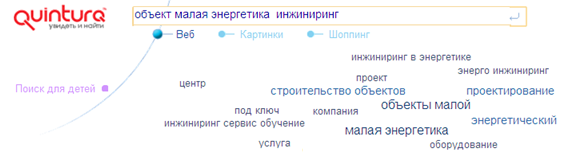 quintura
увидеть и найти
объект малая энергетика инжиниринг
Веб Картинки Шоппинг
инжиниринг в энергетике
энерго инжиниринг
проект
центр
Поиск для детей
строительство объектов проектирование
объекты малой
под ключ компания
энергетический
инжиниринг сервис обучение
малая энергетика
услуга оборудование